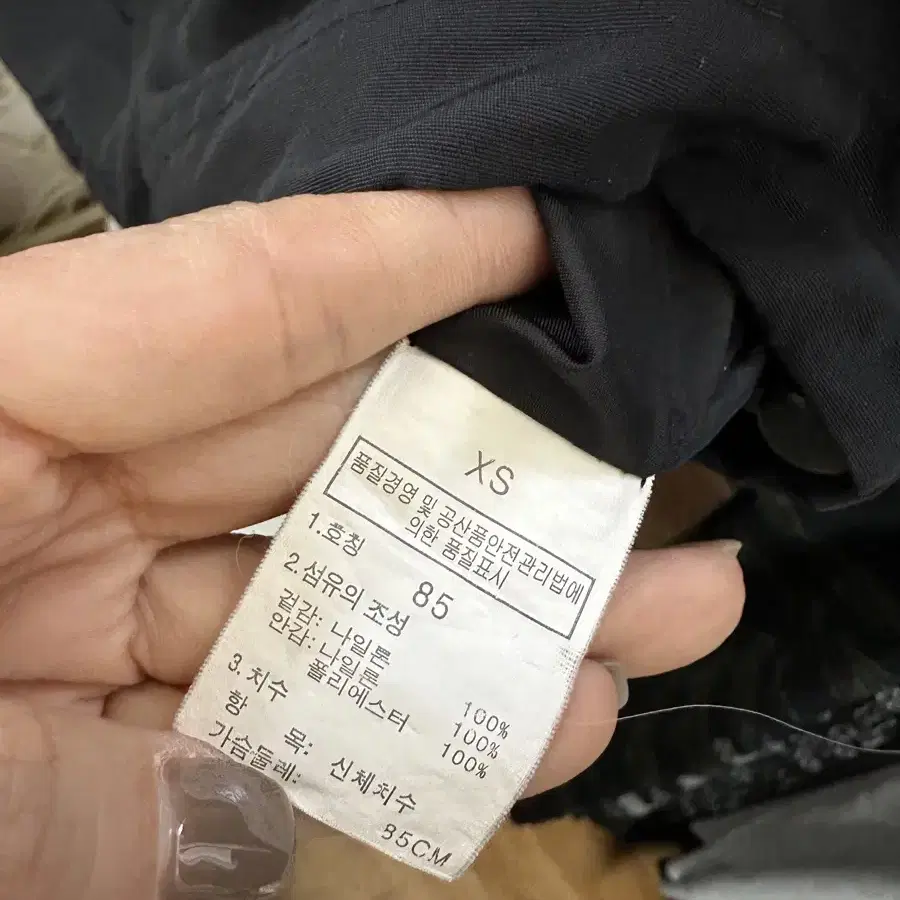 XS
품질경영 및 공산품안전관리법에
의한 품질표시
1.호칭 85
2.섬유의 조성
겉감: 나일론 100%
안감: 나일론 100%
폴리에스터 100%
3.치수
항 목: 신체치수
가슴둘레: 85CM